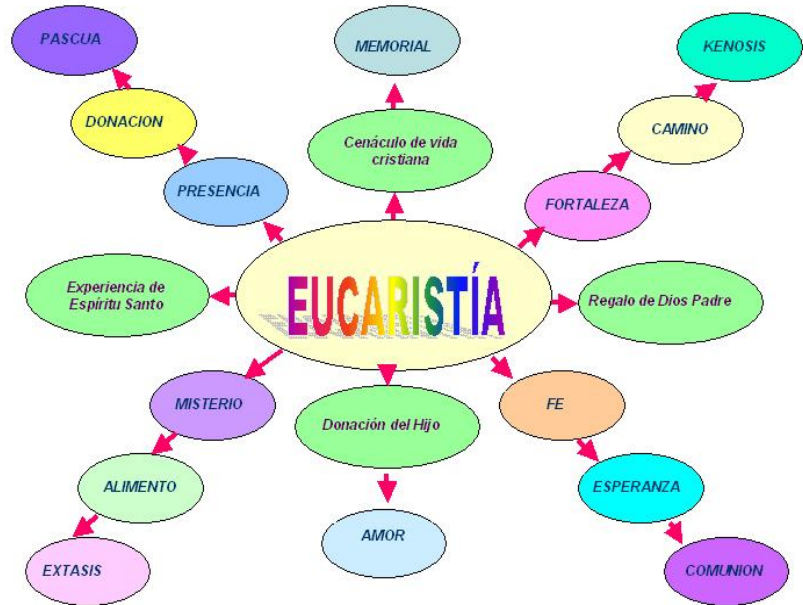 PASCUA
MEMORIAL
KENOSIS
DONACION
CAMINO
Cenáculo de vida
cristiana
PRESENCIA
FORTALEZA
Experiencia de
Espíritu Santo
EUCARISTÍA
Regalo de Dios Padre
MISTERIO
Donación del Hijo
FE
ALIMENTO
ESPERANZA
AMOR
EXTASIS
COMUNION